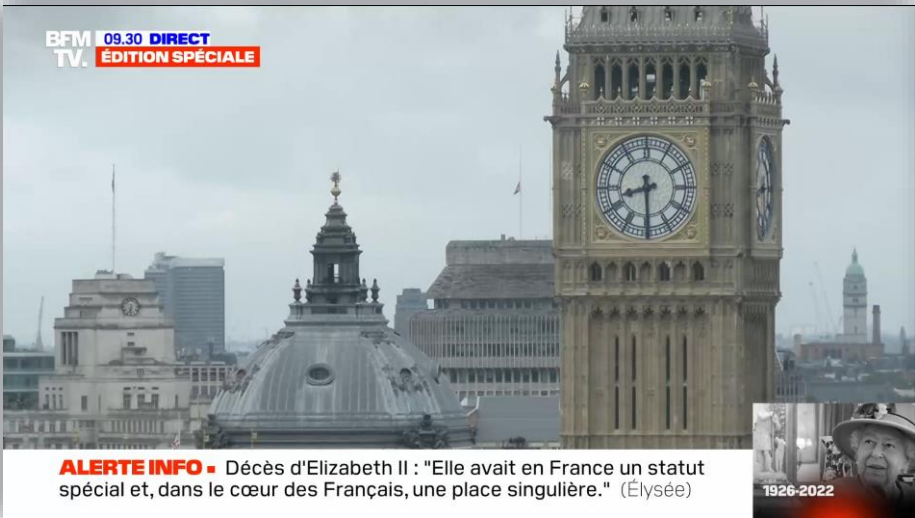 BFM
TV.
09.30 DIRECT
ÉDITION SPÉCIALE
ALERTE INFO Décès d'Elizabeth II : "Elle avait en France un statut
spécial et, dans le cœur des Français, une place singulière." (Élysée)
1926-2022